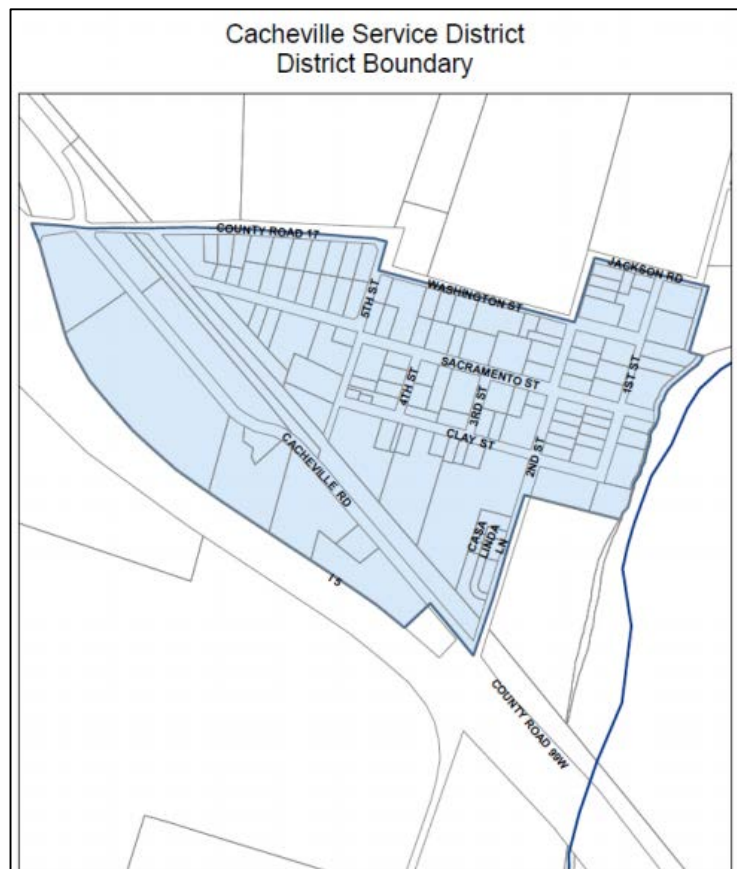 Cacheville Service District
District Boundary
COUNTY ROAD 17
JACKSON RD
WASHINGTON ST
5TH ST
SACRAMENTO ST
1ST ST
4TH ST
3RD ST
CLAY ST
2ND ST
CACHEVILLE RD
CASA
LINDA
LN
I 5
COUNTY ROAD 99W